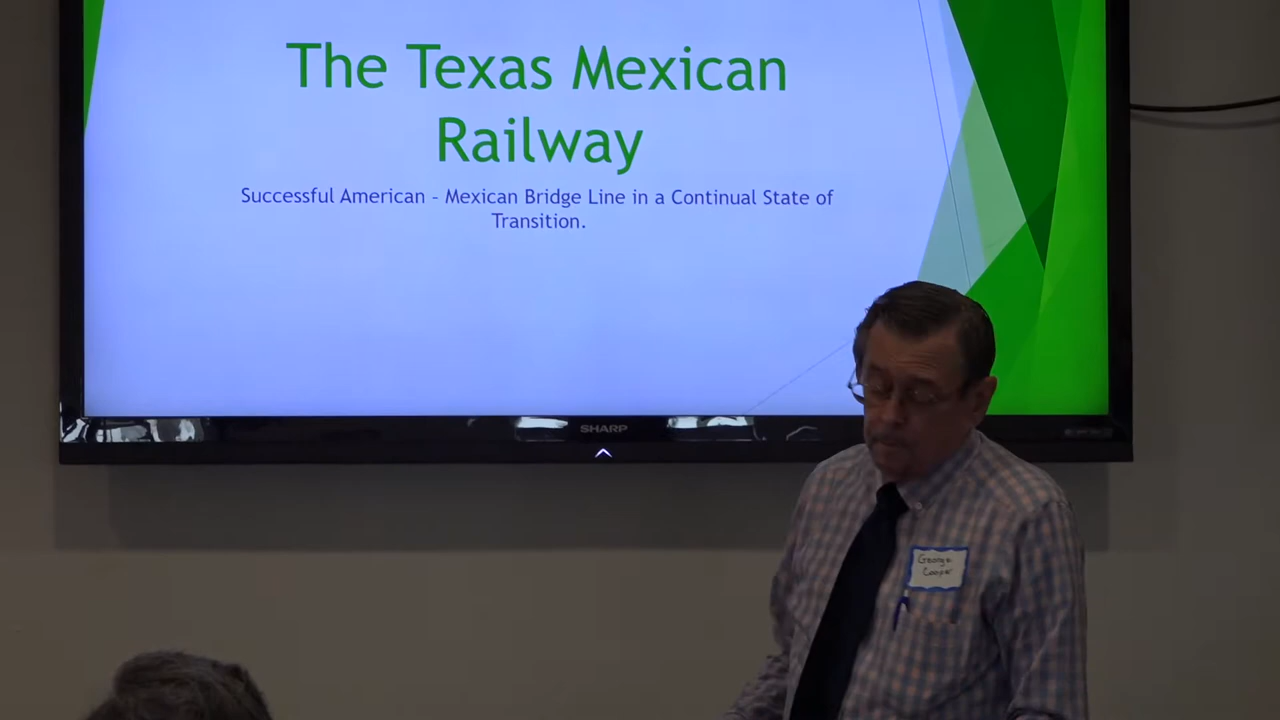 The Texas Mexican
Railway
Successful American – Mexican Bridge Line in a Continual State of
Transition.
SHARP
George
Cooper